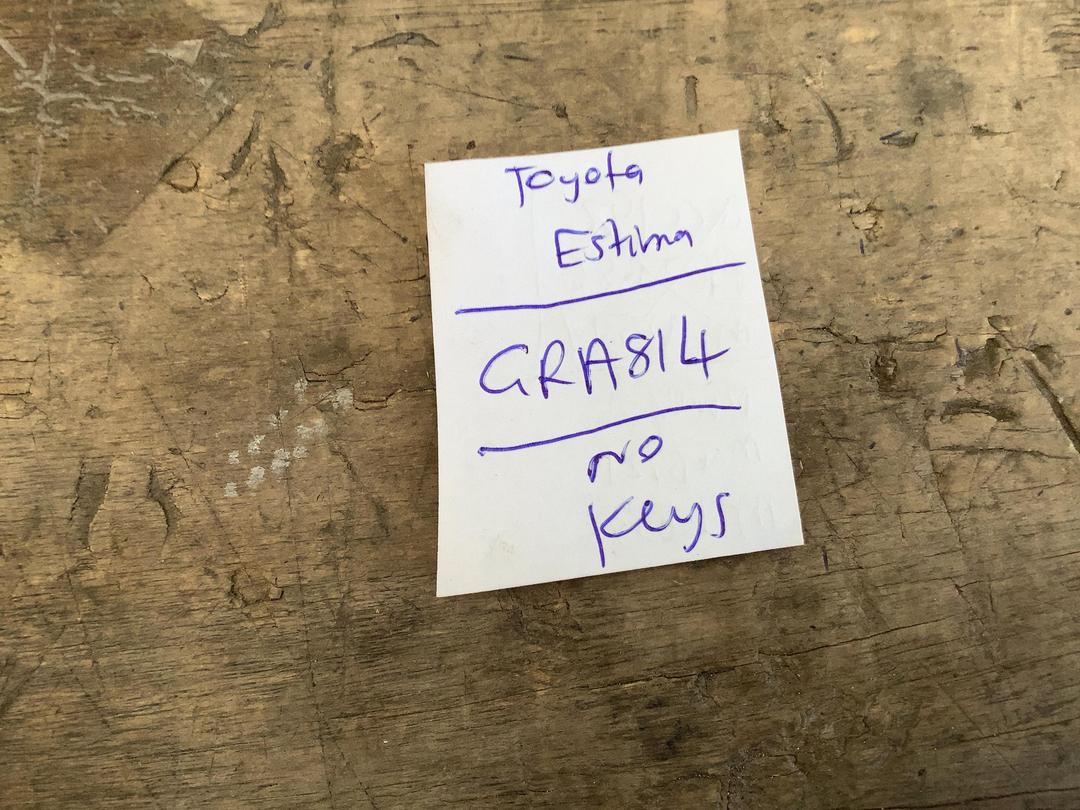 Toyota
Estima
GRA814
NO
Keys